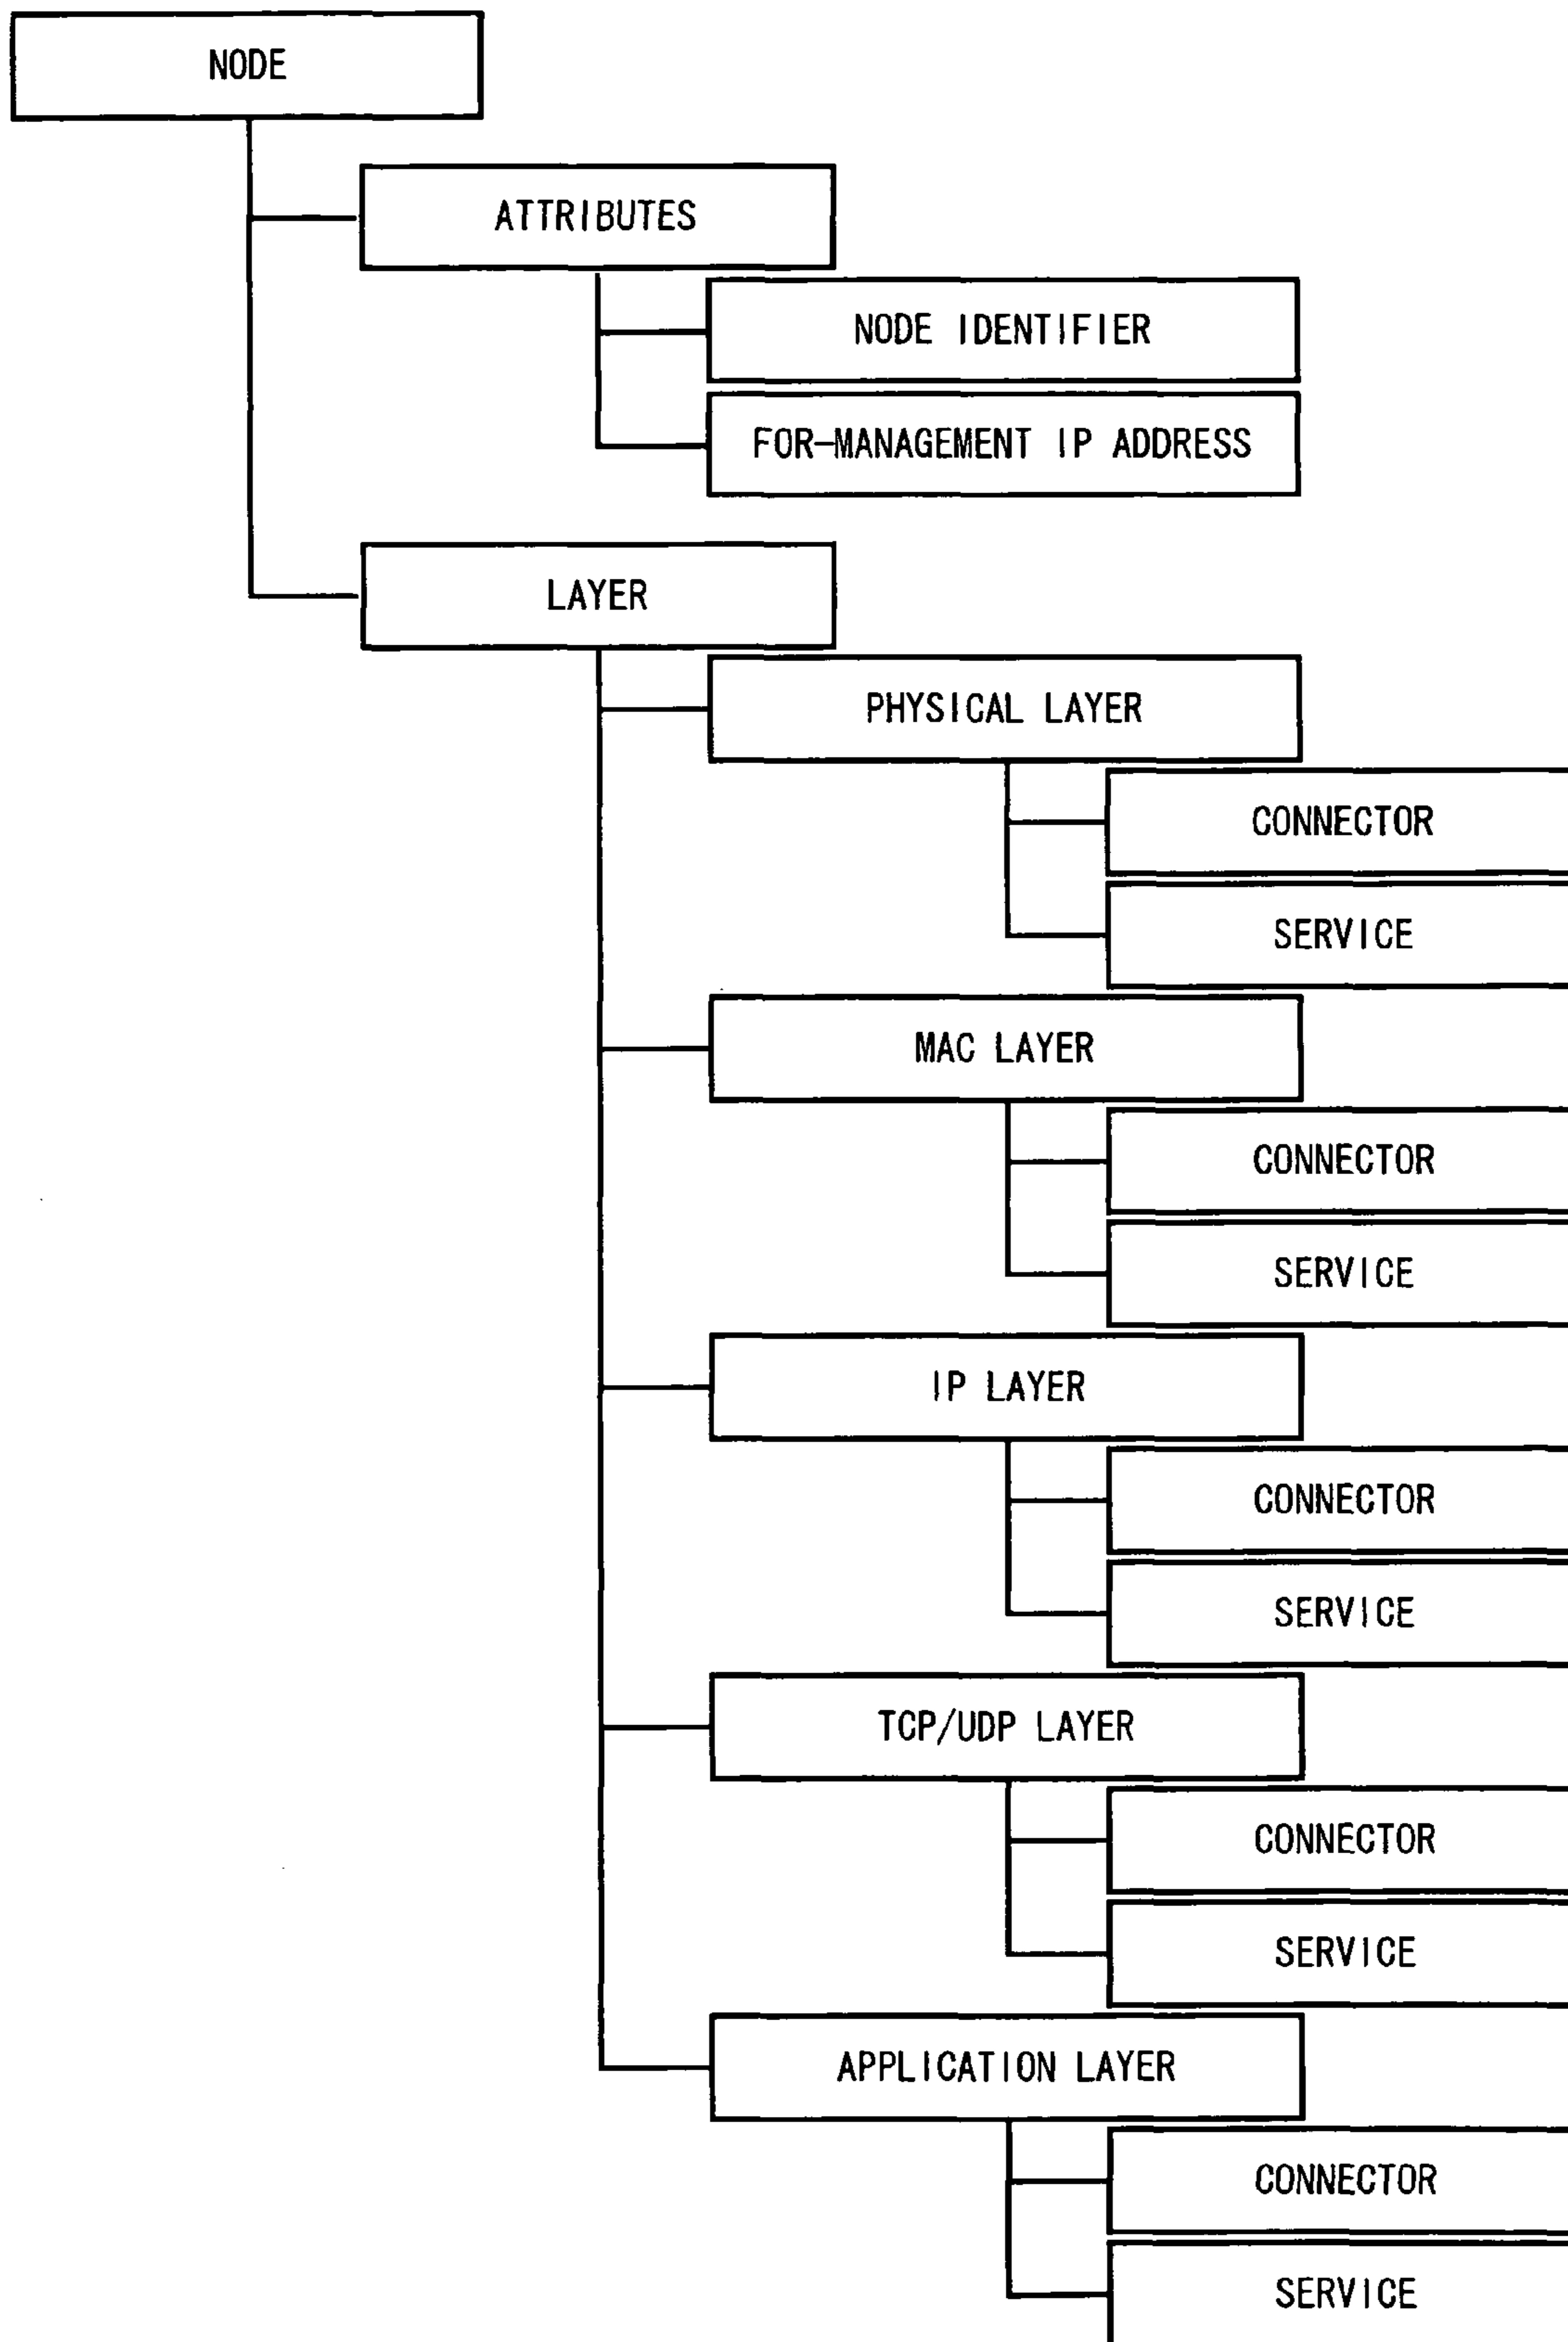 NODE
ATTRIBUTES
NODE IDENTIFIER
FOR-MANAGEMENT IP ADDRESS
LAYER
PHYSICAL LAYER
CONNECTOR
SERVICE
MAC LAYER
CONNECTOR
SERVICE
IP LAYER
CONNECTOR
SERVICE
TCP/UDP LAYER
CONNECTOR
SERVICE
APPLICATION LAYER
CONNECTOR
SERVICE